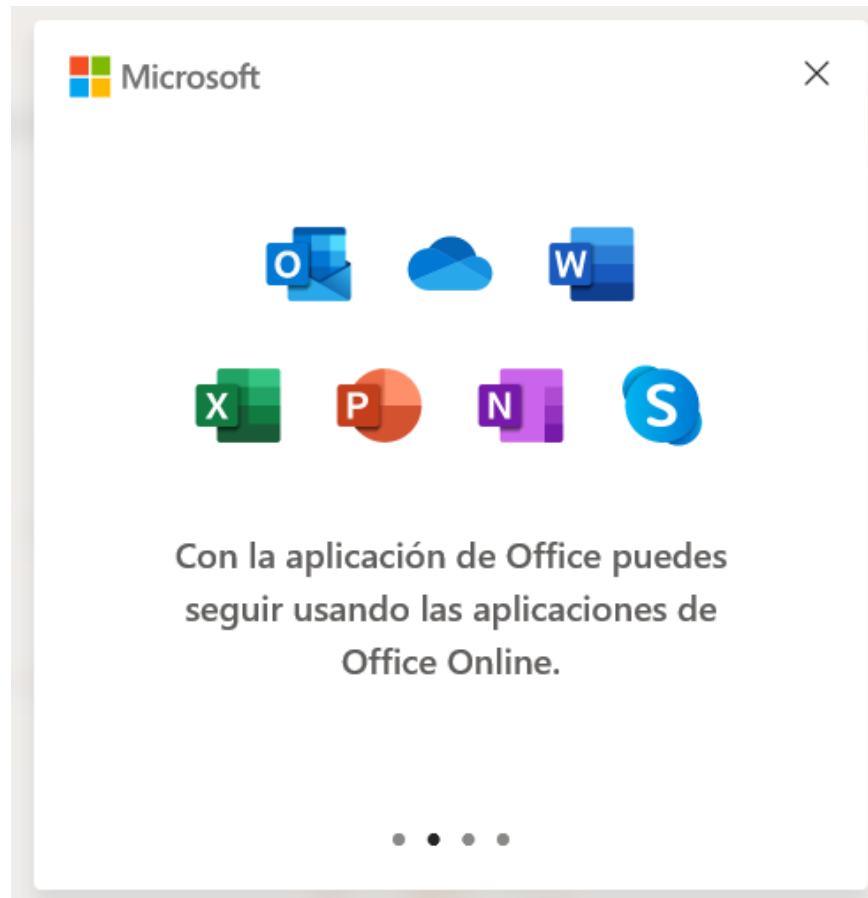 Microsoft
O
W
X
P
N
S
Con la aplicación de Office puedes
seguir usando las aplicaciones de
Office Online.